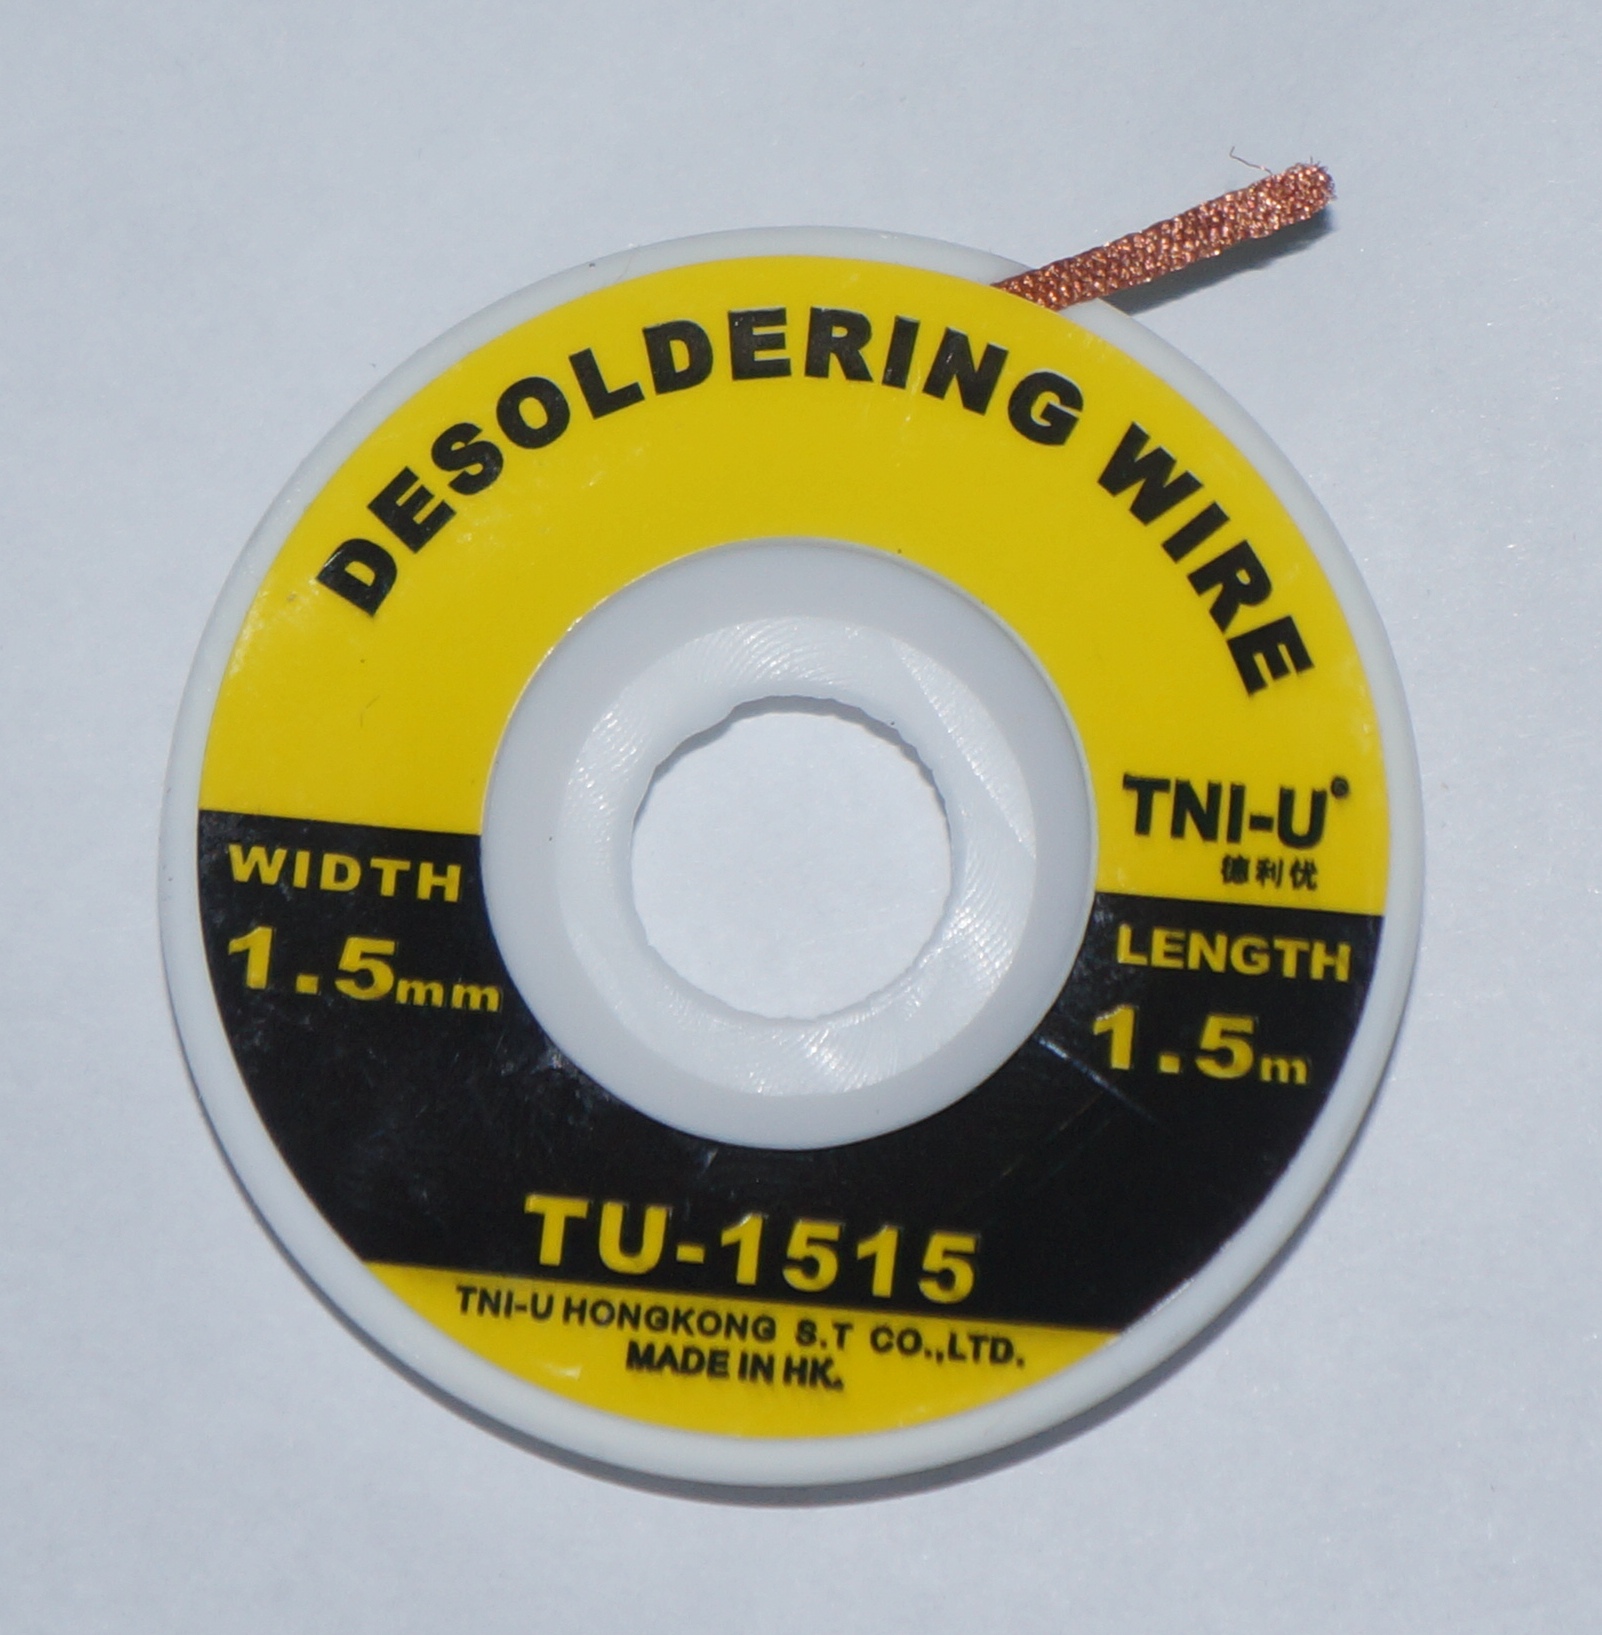 DESOLDERING WIRE
TNI-U®
德利优
WIDTH
1.5mm
LENGTH
1.5m
TU-1515
TNI-U HONGKONG S.T CO.,LTD.
MADE IN HK.